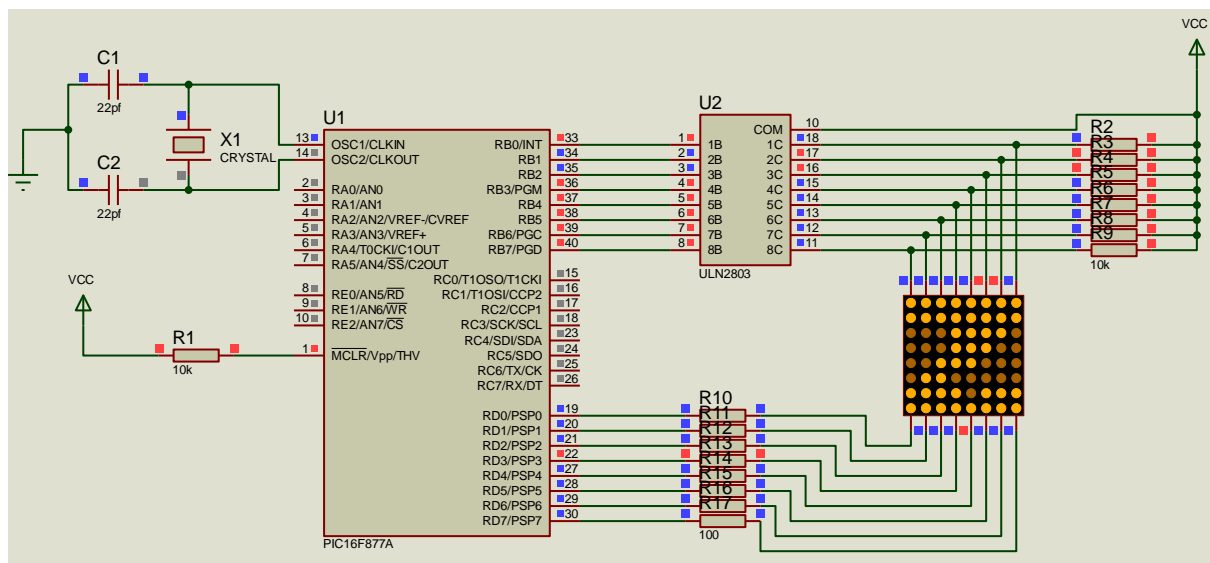 VCC
C1
22pf
X1
CRYSTAL
C2
22pf
VCC
R1
10k
U1
13 OSC1/CLKIN
14 OSC2/CLKOUT
2 RA0/AN0
3 RA1/AN1
4 RA2/AN2/VREF-/CVREF
5 RA3/AN3/VREF+
6 RA4/T0CKI/C1OUT
7 RA5/AN4/SS/C2OUT
8 RE0/AN5/RD
9 RE1/AN6/WR
10 RE2/AN7/CS
1 MCLR/Vpp/THV
RB0/INT 33
RB1 34
RB2 35
RB3/PGM 36
RB4 37
RB5 38
RB6/PGC 39
RB7/PGD 40
RC0/T1OSO/T1CKI 15
RC1/T1OSI/CCP2 16
RC2/CCP1 17
RC3/SCK/SCL 18
RC4/SDI/SDA 23
RC5/SDO 24
RC6/TX/CK 25
RC7/RX/DT 26
RD0/PSP0 19
RD1/PSP1 20
RD2/PSP2 21
RD3/PSP3 22
RD4/PSP4 27
RD5/PSP5 28
RD6/PSP6 29
RD7/PSP7 30
PIC16F877A
U2
COM 10
1 1B 1C 18
2 2B 2C 17
3 3B 3C 16
4 4B 4C 15
5 5B 5C 14
6 6B 6C 13
7 7B 7C 12
8 8B 8C 11
ULN2803
R2
R3
R4
R5
R6
R7
R8
R9
10k
R10
R11
R12
R13
R14
R15
R16
R17
100